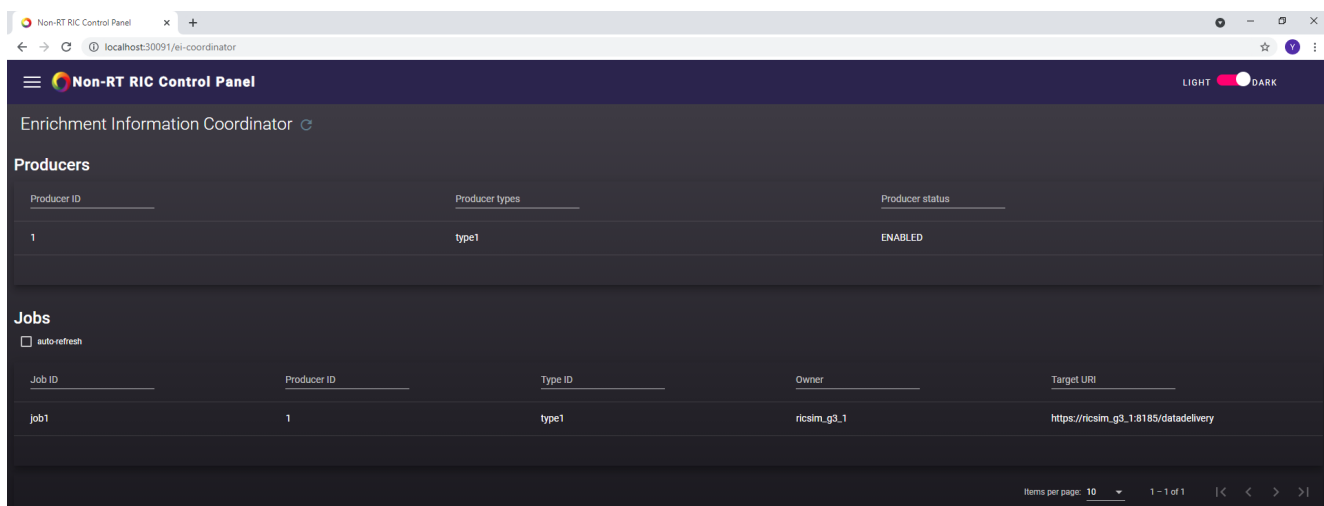 Non-RT RIC Control Panel
localhost:30091/ei-coordinator
Y
Non-RT RIC Control Panel
LIGHT DARK
Enrichment Information Coordinator
Producers
Producer ID Producer types Producer status
1 type1 ENABLED
Jobs
auto-refresh
Job ID Producer ID Type ID Owner Target URI
job1 1 type1 ricsim_g3_1 https://ricsim_g3_1:8185/datadelivery
Items per page: 10 1 – 1 of 1